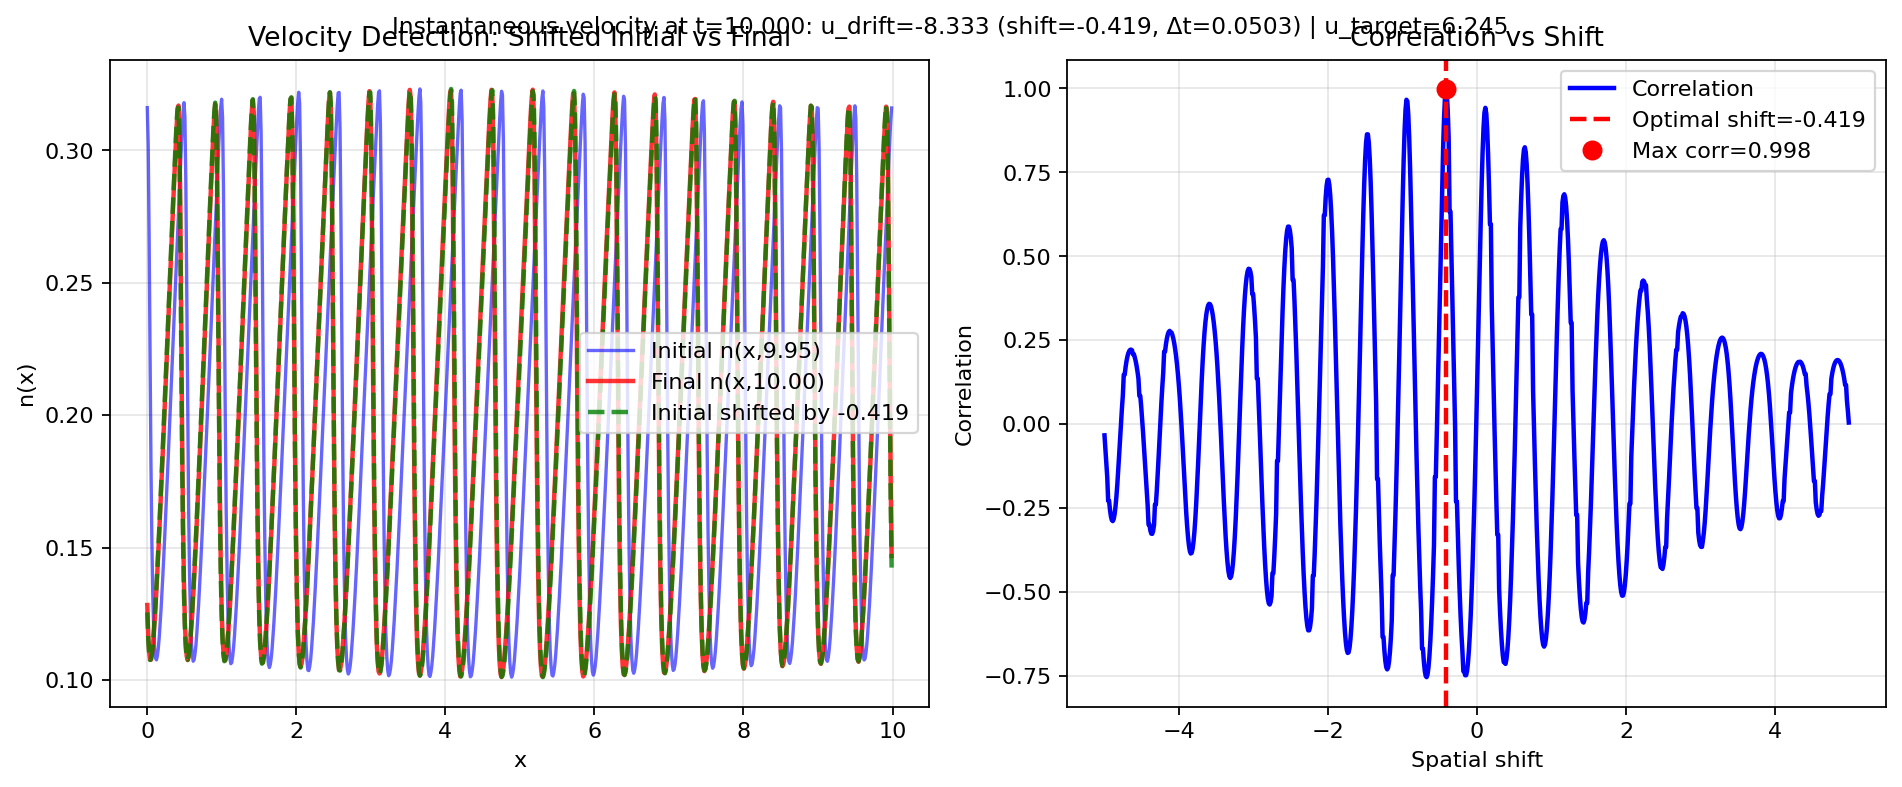 Instantaneous velocity at t=10.000: u_drift=-8.333 (shift=-0.419, Δt=0.0503) | u_target=6.245
Velocity Detection: Shifted Initial vs Final
n(x)
0.30
0.25
0.20
0.15
0.10
Initial n(x,9.95)
Final n(x,10.00)
Initial shifted by -0.419
0
2
4
6
8
10
x
Correlation vs Shift
Correlation
1.00
0.75
0.50
0.25
0.00
−0.25
−0.50
−0.75
Correlation
Optimal shift=-0.419
Max corr=0.998
−4
−2
0
2
4
Spatial shift